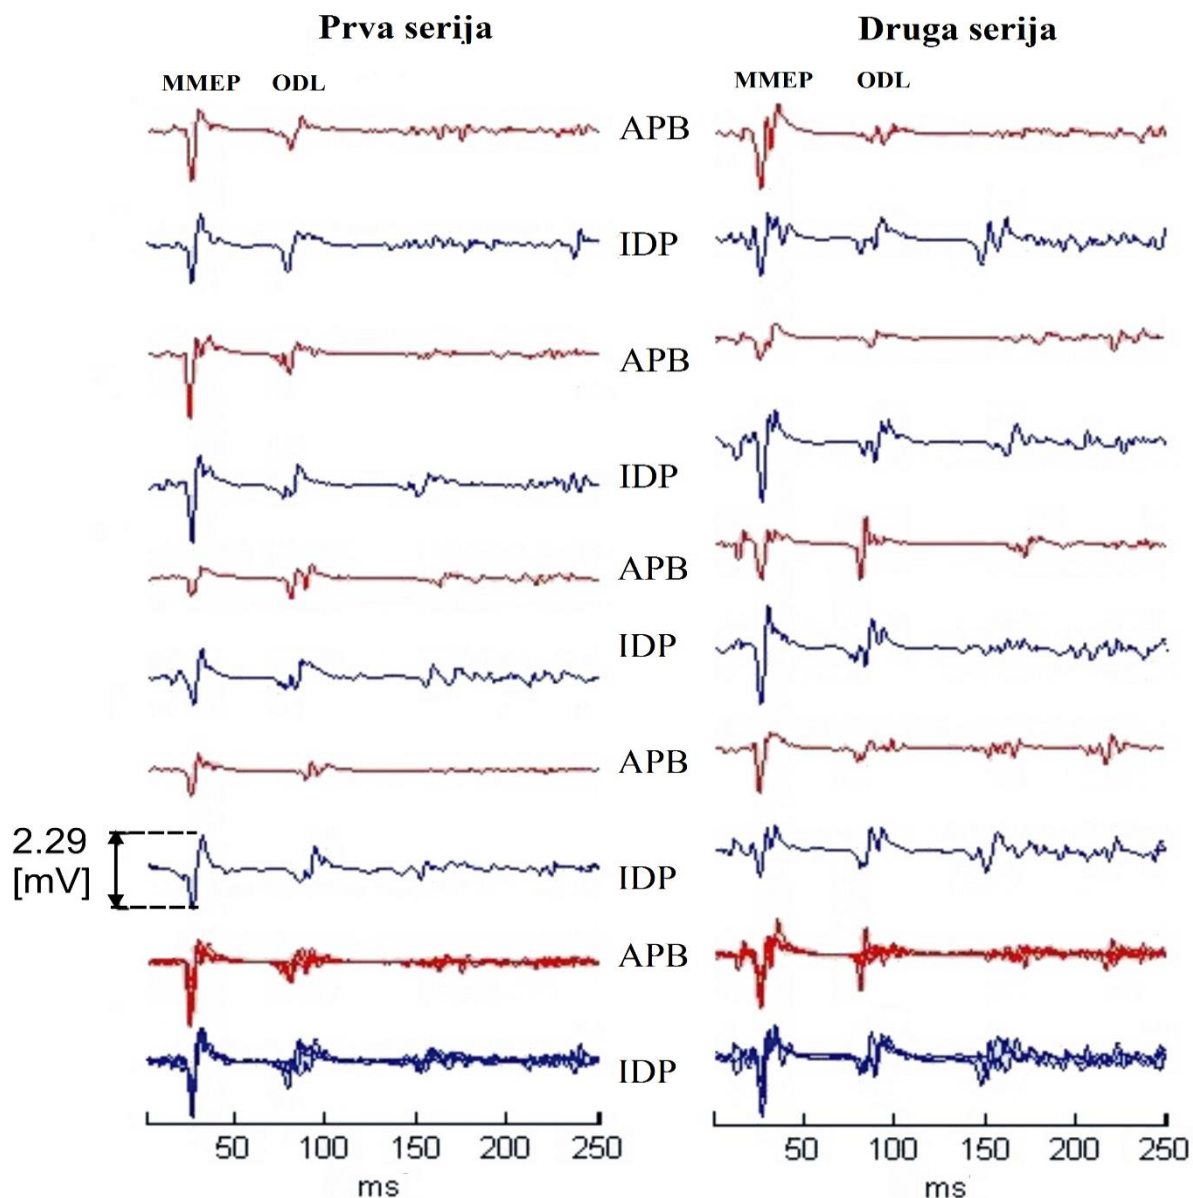 Prva serija
Druga serija
MMEP ODL
MMEP ODL
APB
IDP
APB
IDP
APB
IDP
APB
2.29
[mV]
IDP
APB
IDP
50 100 150 200 250
50 100 150 200 250
ms
ms